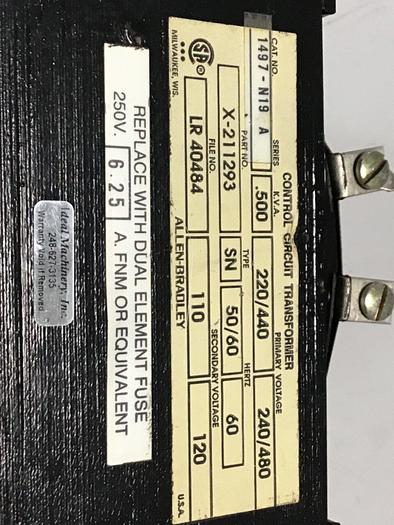 CONTROL CIRCUIT TRANSFORMER
CAT. NO. SERIES K.V.A. PRIMARY VOLTAGE
1497-N19 A .500 220/440 240/480
PART NO. TYPE HERTZ
X-211293 SN 50/60 60
FILE NO. SECONDARY VOLTAGE
LR 40484 110 120
SA
MILWAUKEE, WIS. ALLEN-BRADLEY U.S.A.
REPLACE WITH DUAL ELEMENT FUSE
250V. 6.25 A. FNM OR EQUIVALENT
Ideal Machinery, Inc.
248-627-3135
Warranty Void if Removed